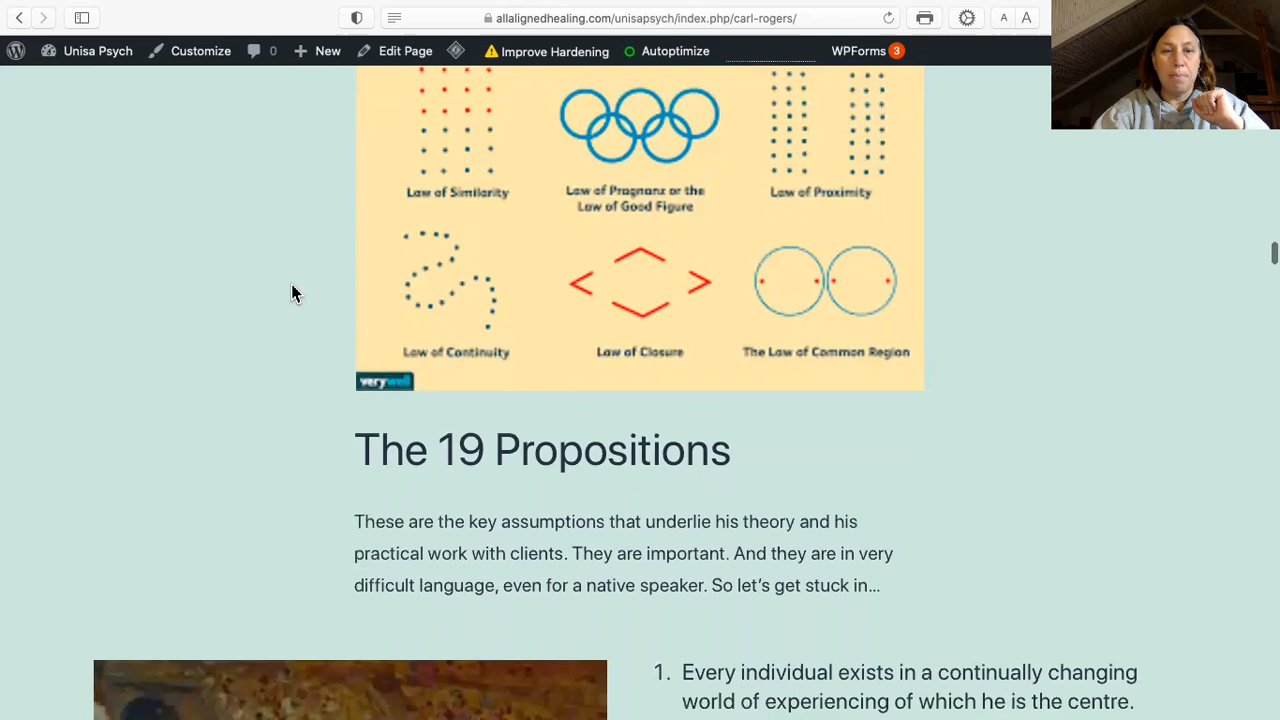 allalignedhealing.com/unisapsych/index.php/carl-rogers/
A A
Unisa Psych Customize 0 New Edit Page Improve Hardening Autoptimize WPForms 3
Law of Similarity
Law of Pragnanz or the
Law of Good Figure
Law of Proximity
Law of Continuity
Law of Closure
The Law of Common Region
verywell
The 19 Propositions
These are the key assumptions that underlie his theory and his
practical work with clients. They are important. And they are in very
difficult language, even for a native speaker. So let's get stuck in...
1. Every individual exists in a continually changing
world of experiencing of which he is the centre.